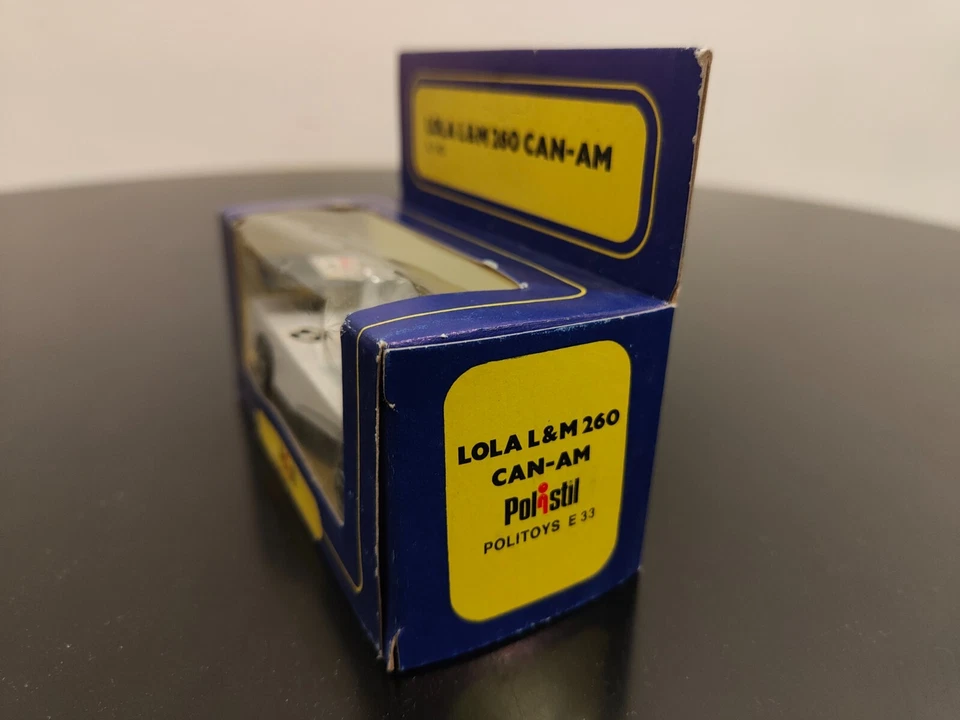 LOLA L&M 260 CAN-AM
LOLA L&M 260
CAN-AM
Polistil
POLITOYS E 33